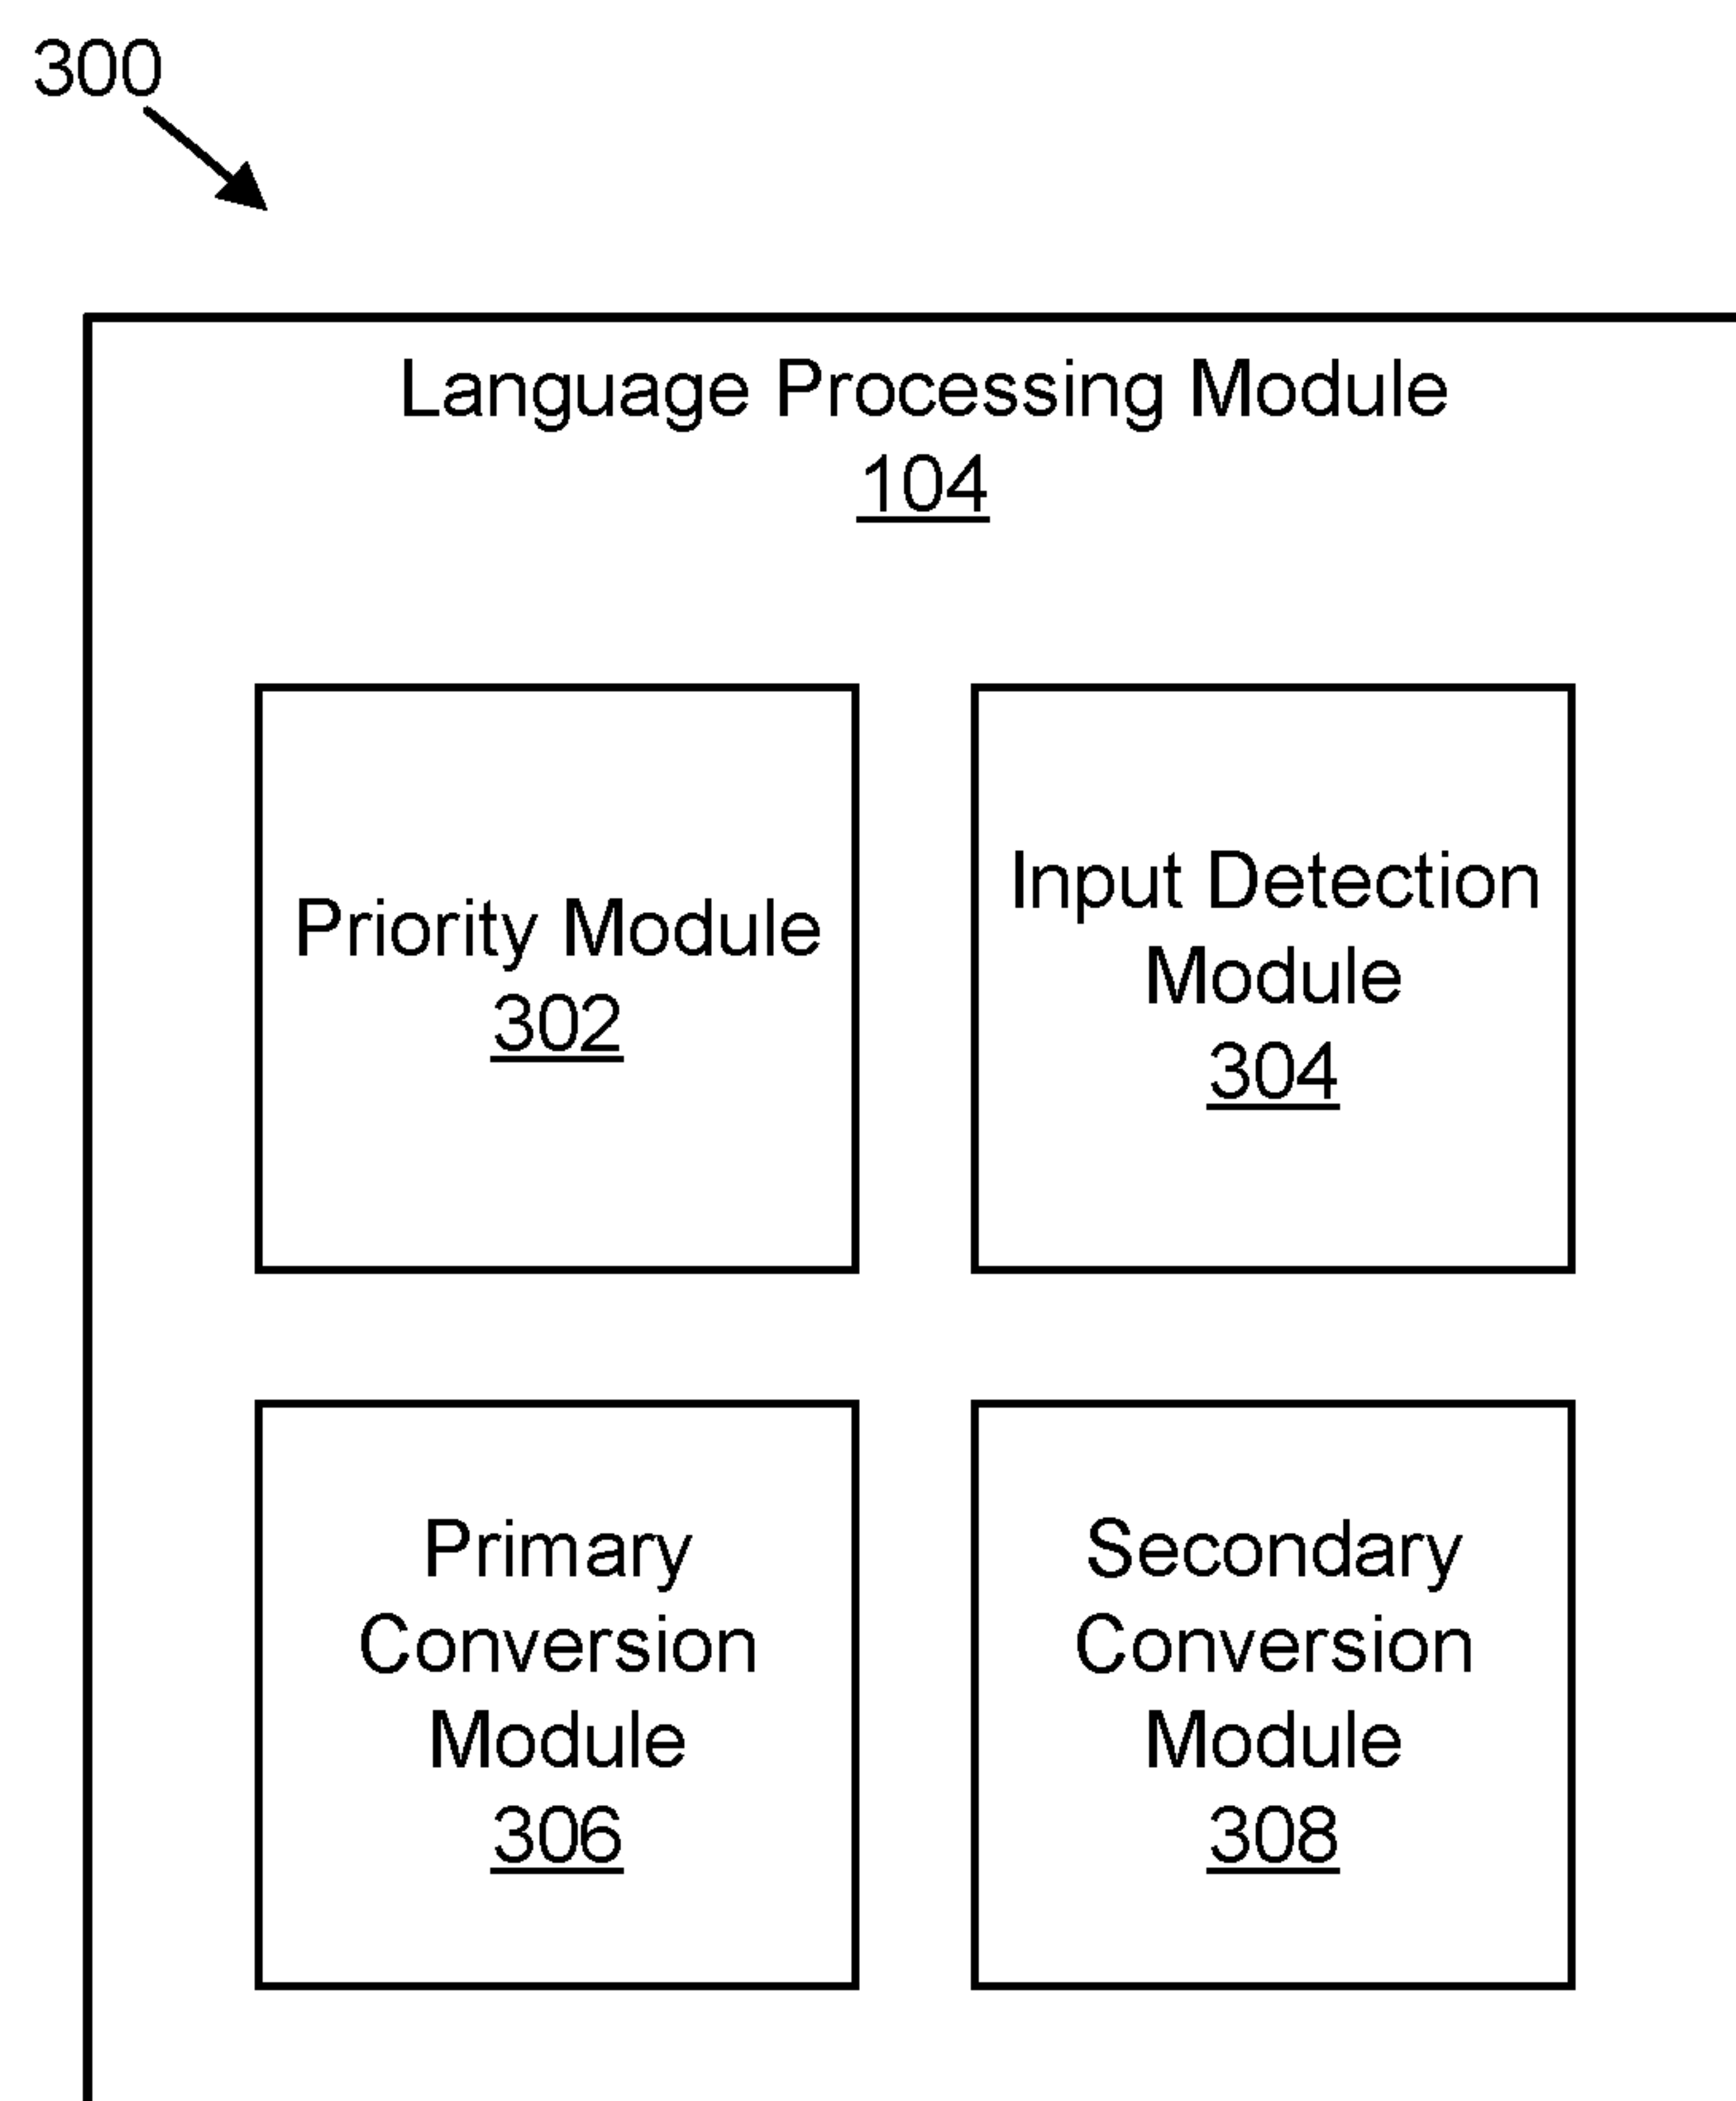 300
Language Processing Module
104
Priority Module
302
Input Detection
Module
304
Primary
Conversion
Module
306
Secondary
Conversion
Module
308